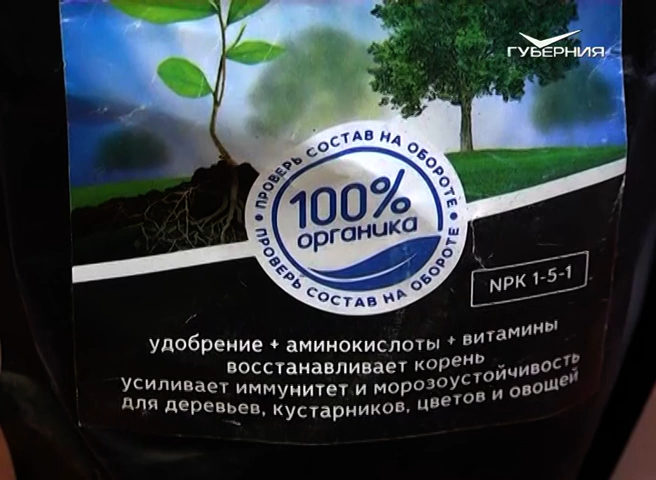 ГУБЕРНИЯ
ПРОВЕРЬ СОСТАВ НА ОБОРОТЕ
100%
органика
ПРОВЕРЬ СОСТАВ НА ОБОРОТЕ
NPK 1-5-1
удобрение + аминокислоты + витамины
восстанавливает корень
усиливает иммунитет и морозоустойчивость
для деревьев, кустарников, цветов и овощей